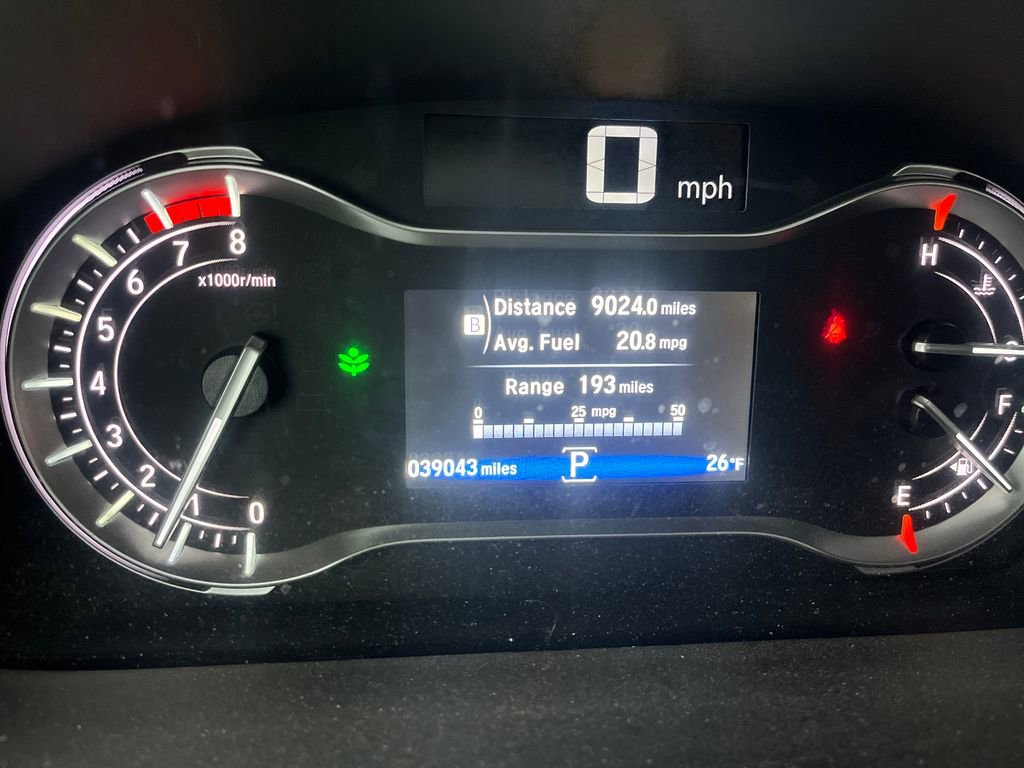 0 mph
8
7
6
5
4
3
2
1
0
x1000r/min
B
Distance 9024.0 miles
Avg. Fuel 20.8 mpg
Range 193 miles
0 25 mpg 50
039043 miles P 26°F
H
F
E